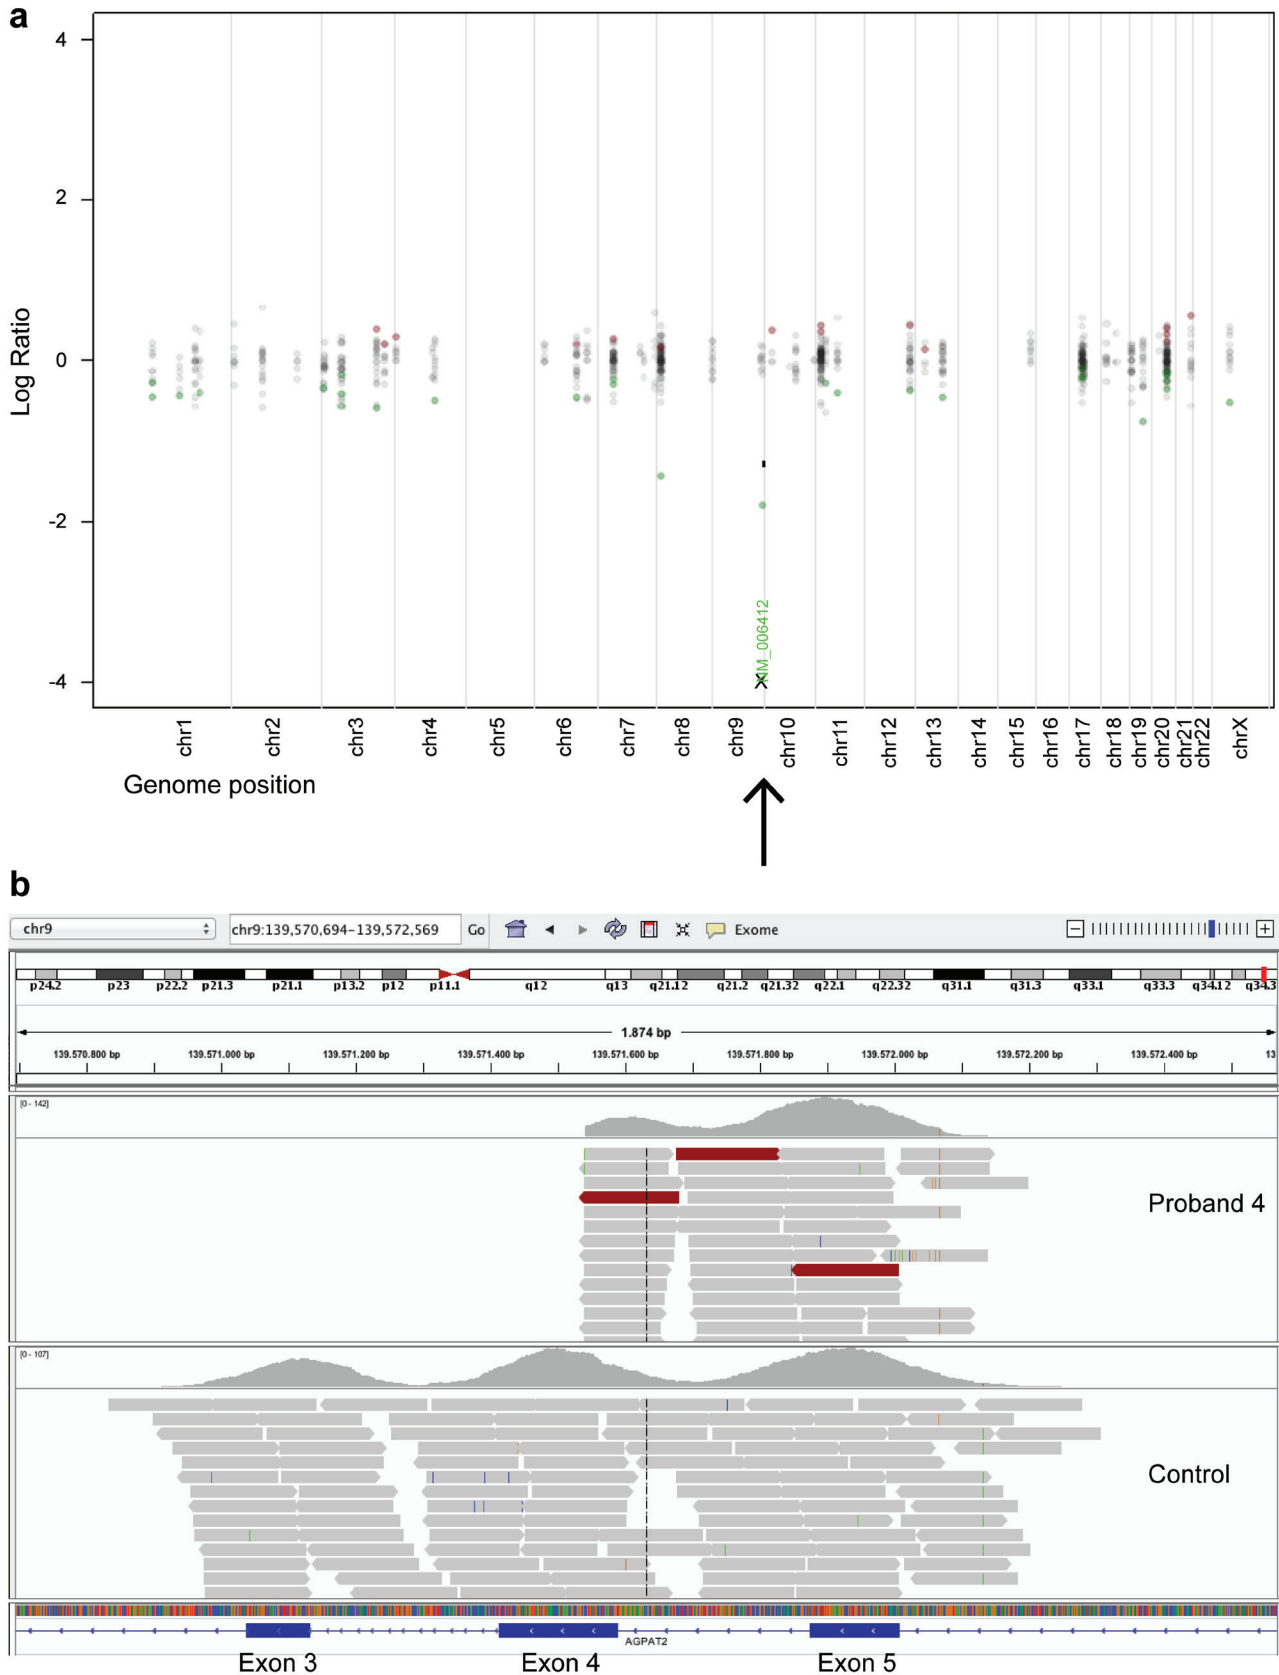 a
4
2
0
-2
-4
Log Ratio
NM_006412
X
chr1 chr2 chr3 chr4 chr5 chr6 chr7 chr8 chr9 chr10 chr11 chr12 chr13 chr14 chr15 chr16 chr17 chr18 chr19 chr20 chr21 chr22 chrX
Genome position
b
chr9 chr9:139,570,694-139,572,569 Go Exome
p24.2 p23 p22.2 p21.3 p21.1 p13.2 p12 p11.1 q12 q13 q21.12 q21.2 q21.32 q22.1 q22.32 q31.1 q31.3 q33.1 q33.3 q34.12 q34.3
1.874 bp
139.570.800 bp 139.571.000 bp 139.571.200 bp 139.571.400 bp 139.571.600 bp 139.571.800 bp 139.572.000 bp 139.572.200 bp 139.572.400 bp 13
[0 - 142]
Proband 4
[0 - 107]
Control
AGPAT2
Exon 3 Exon 4 Exon 5